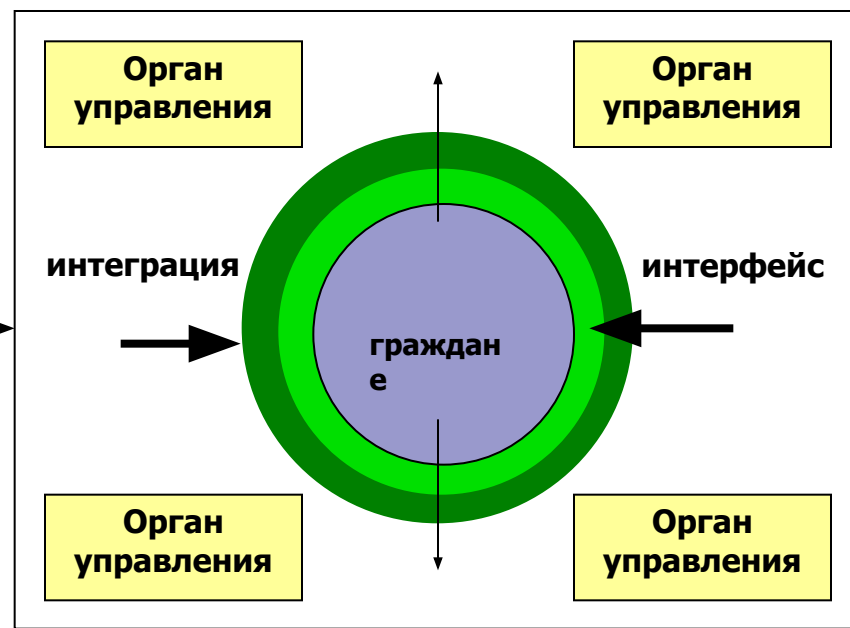 Орган
управления
Орган
управления
интеграция
интерфейс
граждан
е
Орган
управления
Орган
управления